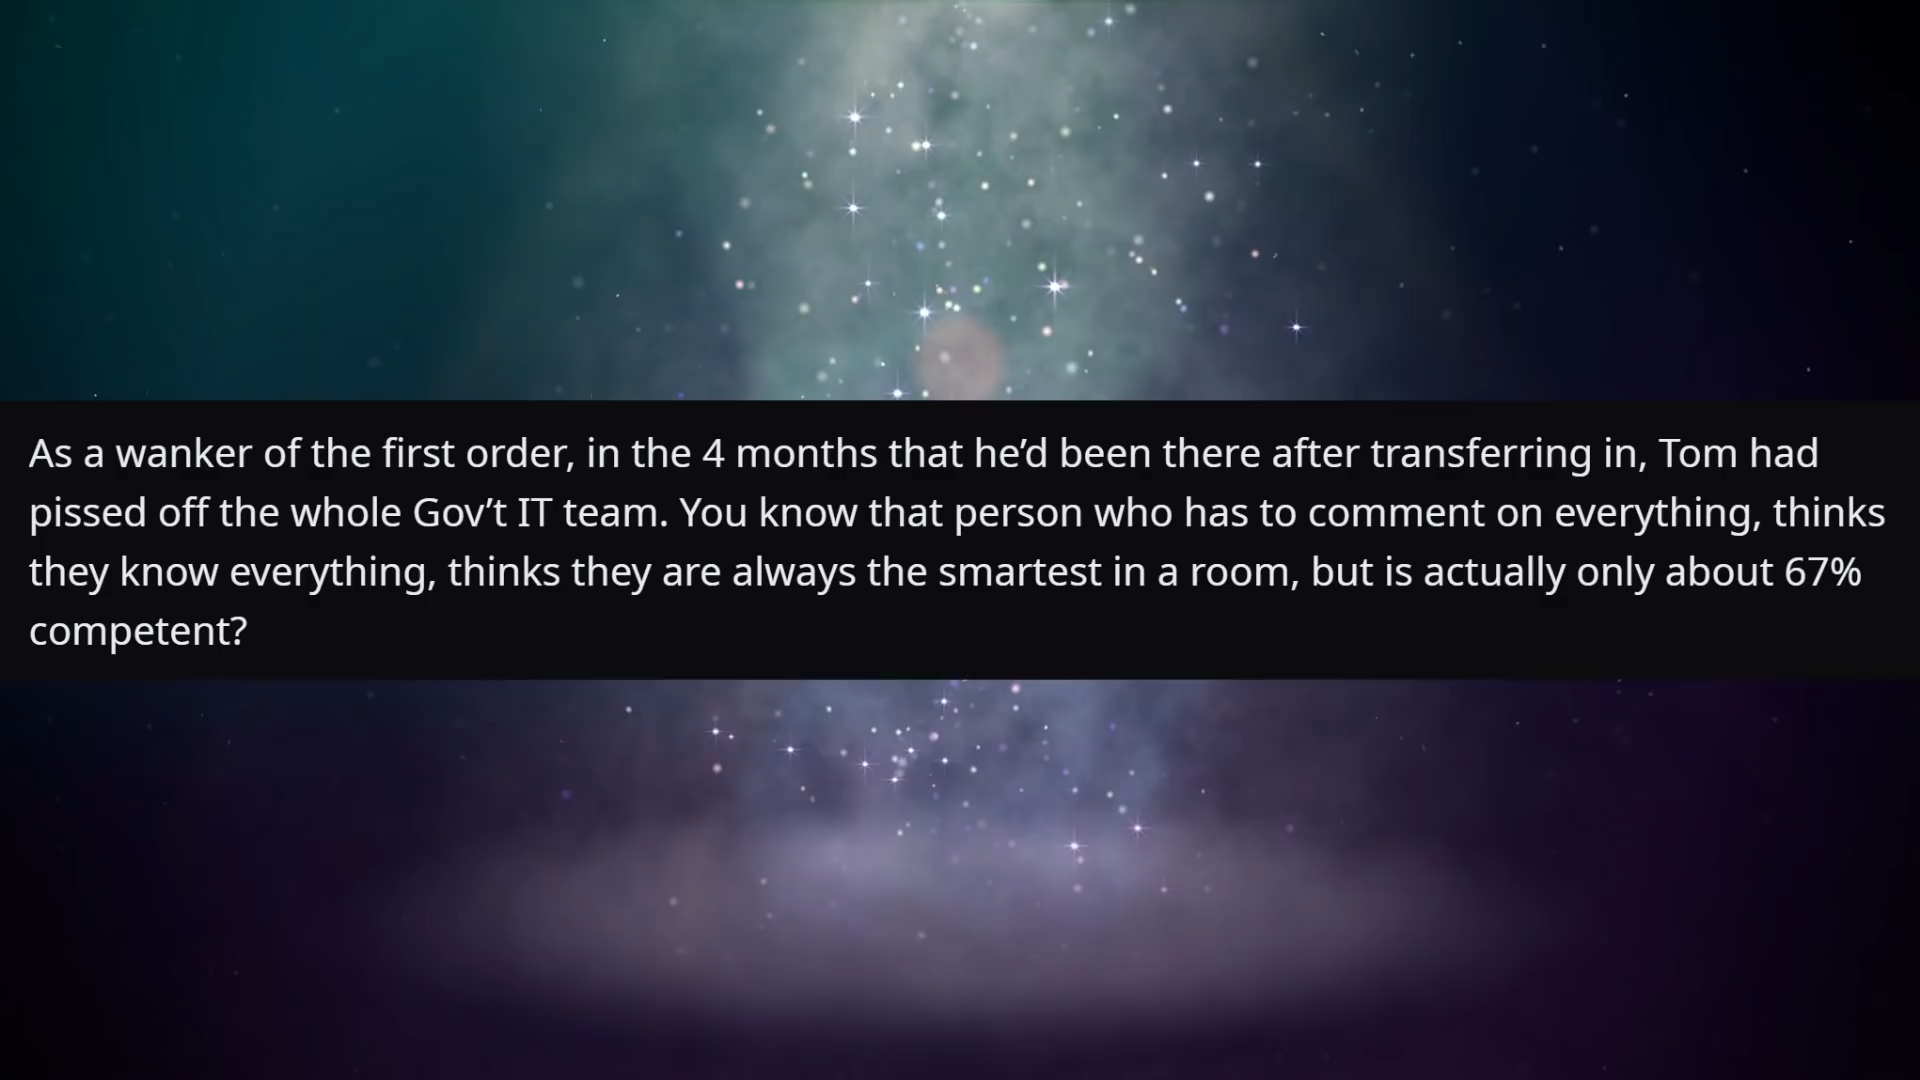 As a wanker of the first order, in the 4 months that he’d been there after transferring in, Tom had
pissed off the whole Gov’t IT team. You know that person who has to comment on everything, thinks
they know everything, thinks they are always the smartest in a room, but is actually only about 67%
competent?